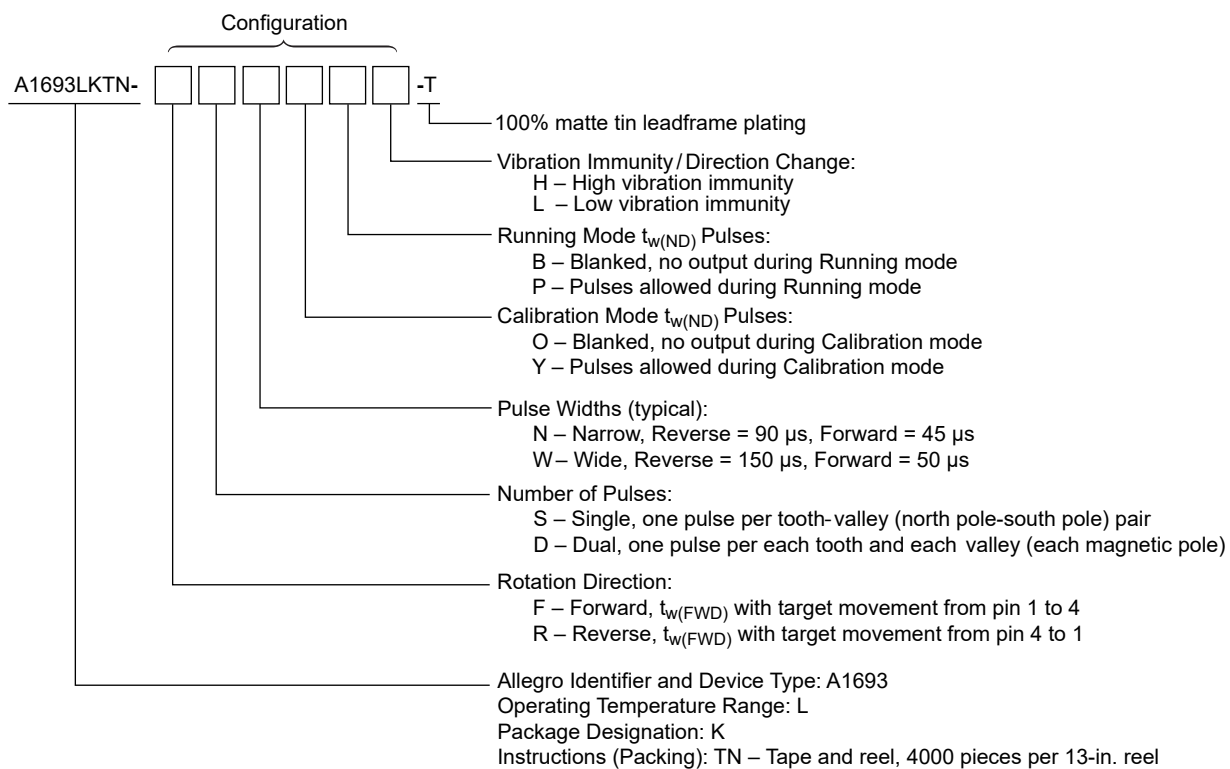 Configuration
A1693LKTN- -T
100% matte tin leadframe plating
Vibration Immunity/Direction Change:
H – High vibration immunity
L – Low vibration immunity
Running Mode tw(ND) Pulses:
B – Blanked, no output during Running mode
P – Pulses allowed during Running mode
Calibration Mode tw(ND) Pulses:
O – Blanked, no output during Calibration mode
Y – Pulses allowed during Calibration mode
Pulse Widths (typical):
N – Narrow, Reverse = 90 µs, Forward = 45 µs
W – Wide, Reverse = 150 µs, Forward = 50 µs
Number of Pulses:
S – Single, one pulse per tooth-valley (north pole-south pole) pair
D – Dual, one pulse per each tooth and each valley (each magnetic pole)
Rotation Direction:
F – Forward, tw(FWD) with target movement from pin 1 to 4
R – Reverse, tw(FWD) with target movement from pin 4 to 1
Allegro Identifier and Device Type: A1693
Operating Temperature Range: L
Package Designation: K
Instructions (Packing): TN – Tape and reel, 4000 pieces per 13-in. reel